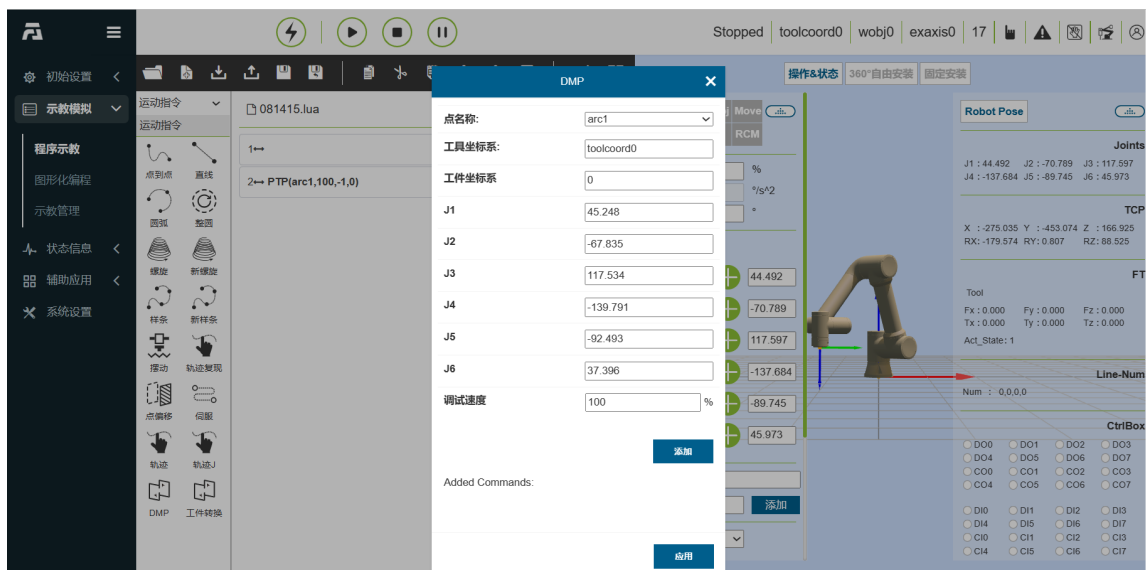 Stopped toolcoord0 wobj0 exaxis0 17
初始设置
示教模拟
程序示教
图形化编程
示教管理
状态信息
辅助应用
系统设置
运动指令
运动指令
点到点 直线
圆弧 整圆
螺旋 新螺旋
样条 新样条
摆动 轨迹复现
点偏移 伺服
轨迹 轨迹J
DMP 工件转换
081415.lua
1
2 PTP(arc1,100,-1,0)
DMP
点名称: arc1
工具坐标系: toolcoord0
工件坐标系 0
J1 45.248
J2 -67.835
J3 117.534
J4 -139.791
J5 -92.493
J6 37.396
调试速度 100 %
添加
Added Commands:
应用
Move
RCM
%
°/s^2
°
44.492
-70.789
117.597
-137.684
-89.745
45.973
添加
操作&状态 360°自由安装 固定安装
Robot Pose
Joints
J1 : 44.492 J2 : -70.789 J3 : 117.597
J4 : -137.684 J5 : -89.745 J6 : 45.973
TCP
X : -275.035 Y : -453.074 Z : 166.925
RX: -179.574 RY: 0.807 RZ: 88.525
FT
Tool
Fx : 0.000 Fy : 0.000 Fz : 0.000
Tx : 0.000 Ty : 0.000 Tz : 0.000
Act_State: 1
Line-Num
Num : 0,0,0,0
CtrlBox
DO0 DO1 DO2 DO3
DO4 DO5 DO6 DO7
CO0 CO1 CO2 CO3
CO4 CO5 CO6 CO7
DI0 DI1 DI2 DI3
DI4 DI5 DI6 DI7
CI0 CI1 CI2 CI3
CI4 CI5 CI6 CI7